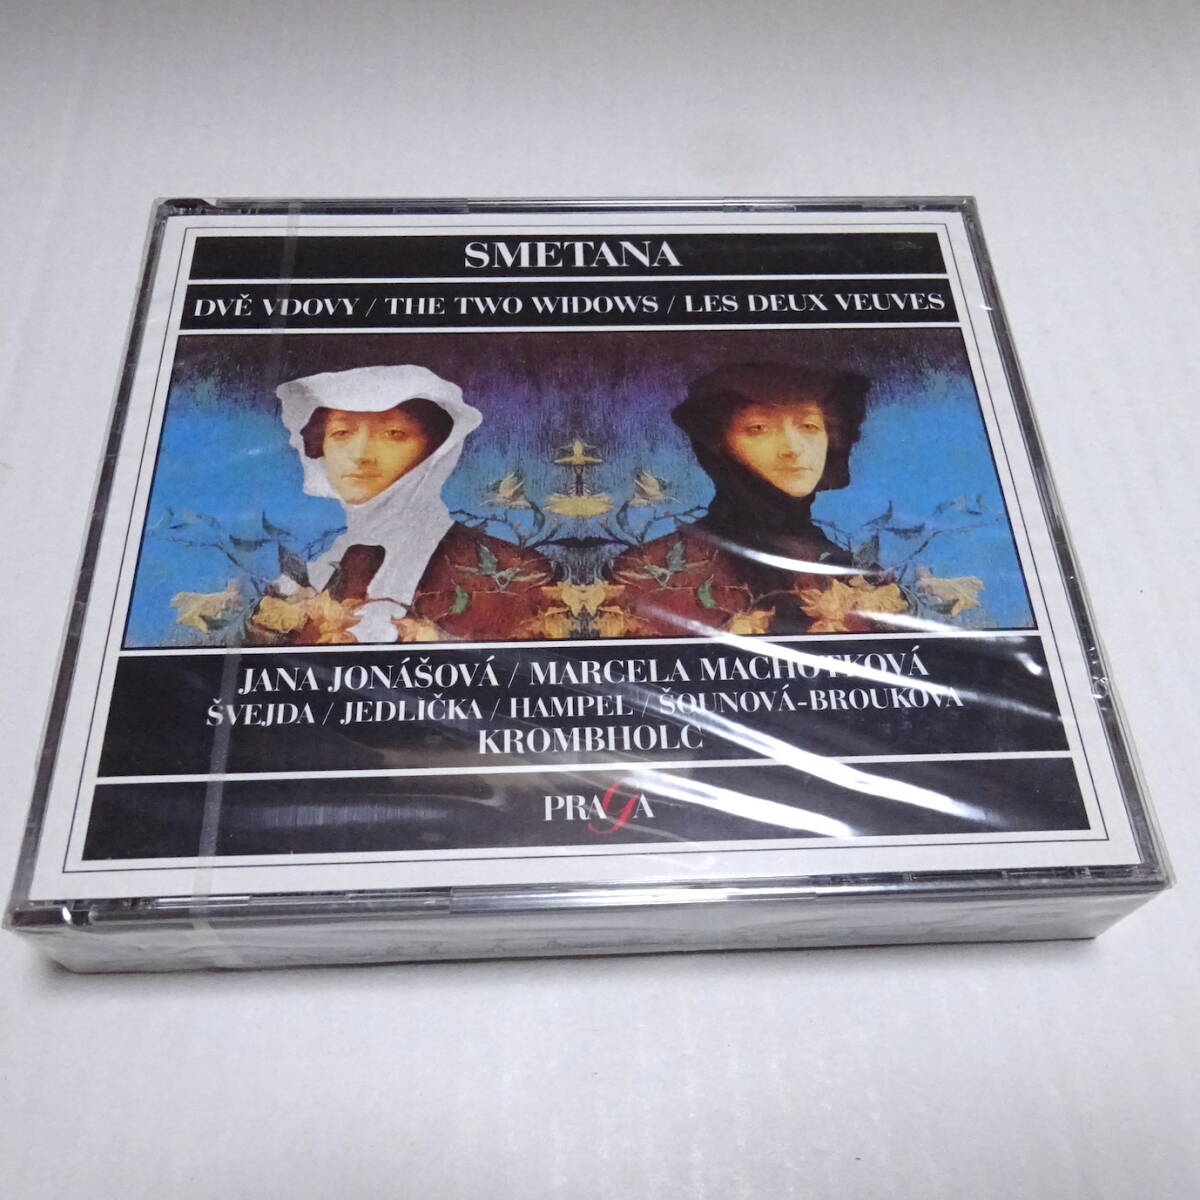 SMETANA
DVĚ VDOVY / THE TWO WIDOWS / LES DEUX VEUVES
JANA JONÁŠOVÁ / MARCELA MACHOTKOVÁ
ŠVEJDA / JEDLIČKA / HAMPEL / ŠOUNOVÁ-BROUKOVÁ
KROMBHOLC
PRAGA